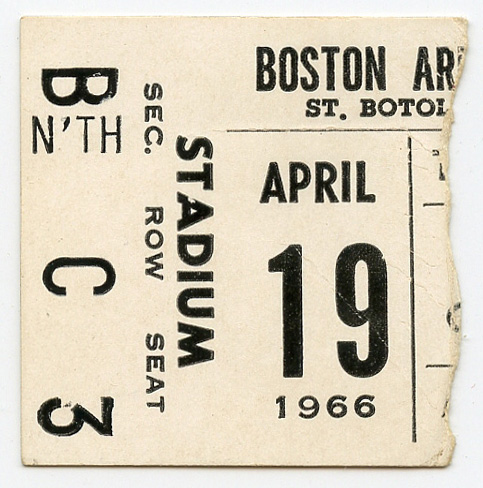 BOSTON AR
ST. BOTOL
APRIL
19
1966
STADIUM
SEC. ROW SEAT
B C 3
N'TH